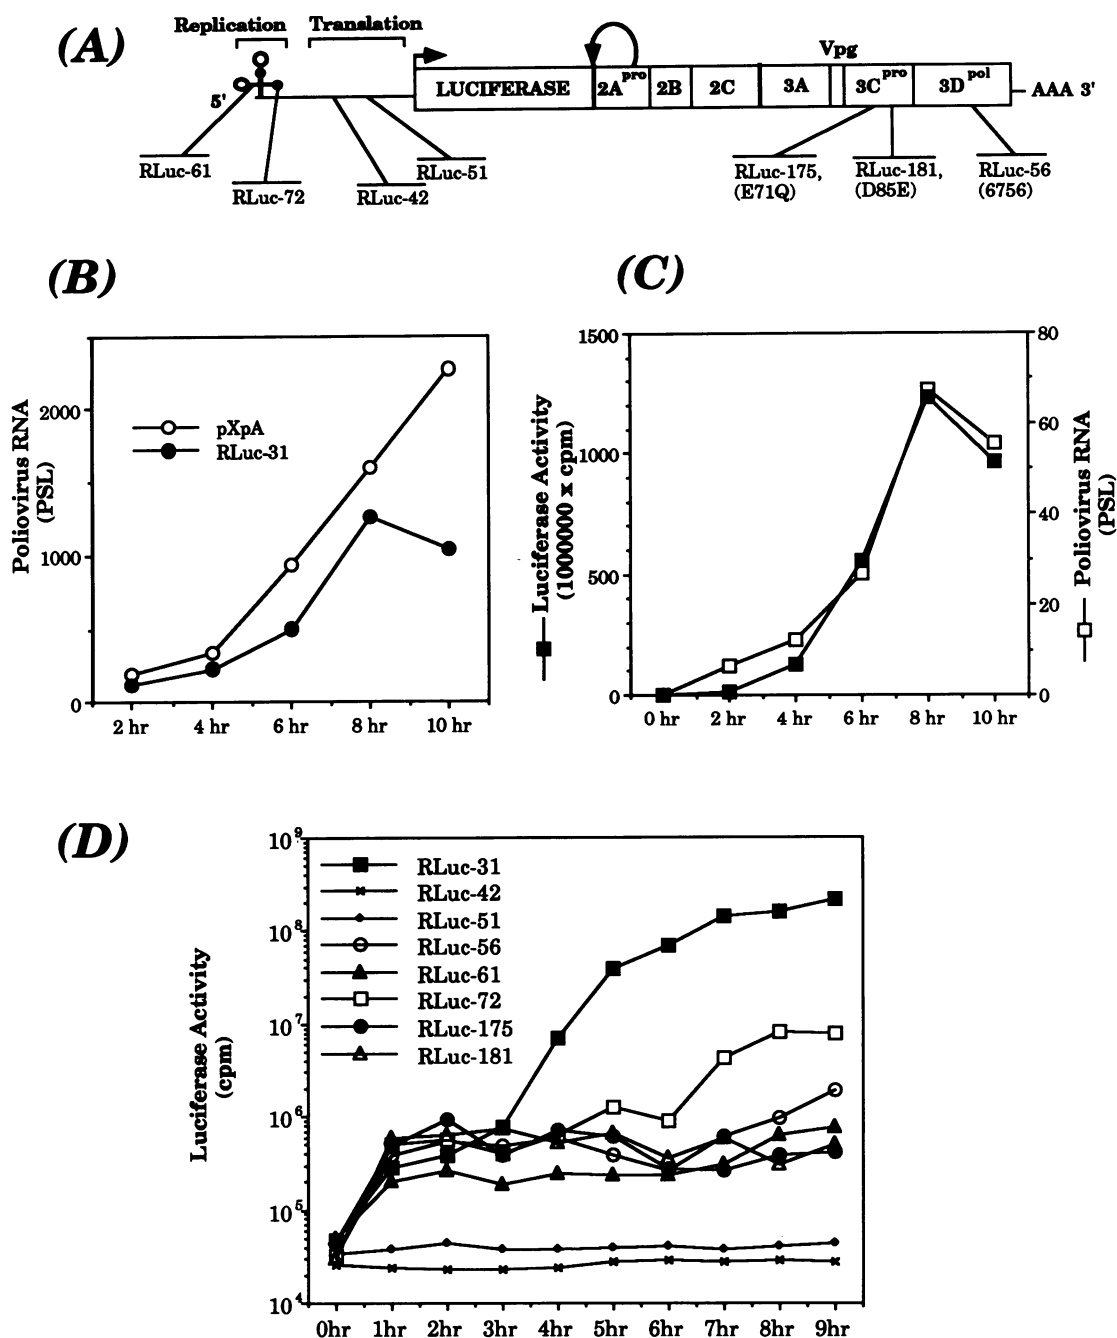 (A)
Replication Translation
Vpg
5' LUCIFERASE 2A pro 2B 2C 3A 3C pro 3D pol AAA 3'
RLuc-61
RLuc-72
RLuc-42
RLuc-51
RLuc-175, (E71Q)
RLuc-181, (D85E)
RLuc-56 (6756)
(B)
Poliovirus RNA
(PSL)
2000
1000
0
pXpA
RLuc-31
2 hr 4 hr 6 hr 8 hr 10 hr
(C)
Luciferase Activity
(1000000 x cpm)
1500
1000
500
0
80
60
40
20
0
Poliovirus RNA
(PSL)
0 hr 2 hr 4 hr 6 hr 8 hr 10 hr
(D)
Luciferase Activity
(cpm)
10^9
10^8
10^7
10^6
10^5
10^4
RLuc-31
RLuc-42
RLuc-51
RLuc-56
RLuc-61
RLuc-72
RLuc-175
RLuc-181
0hr 1hr 2hr 3hr 4hr 5hr 6hr 7hr 8hr 9hr